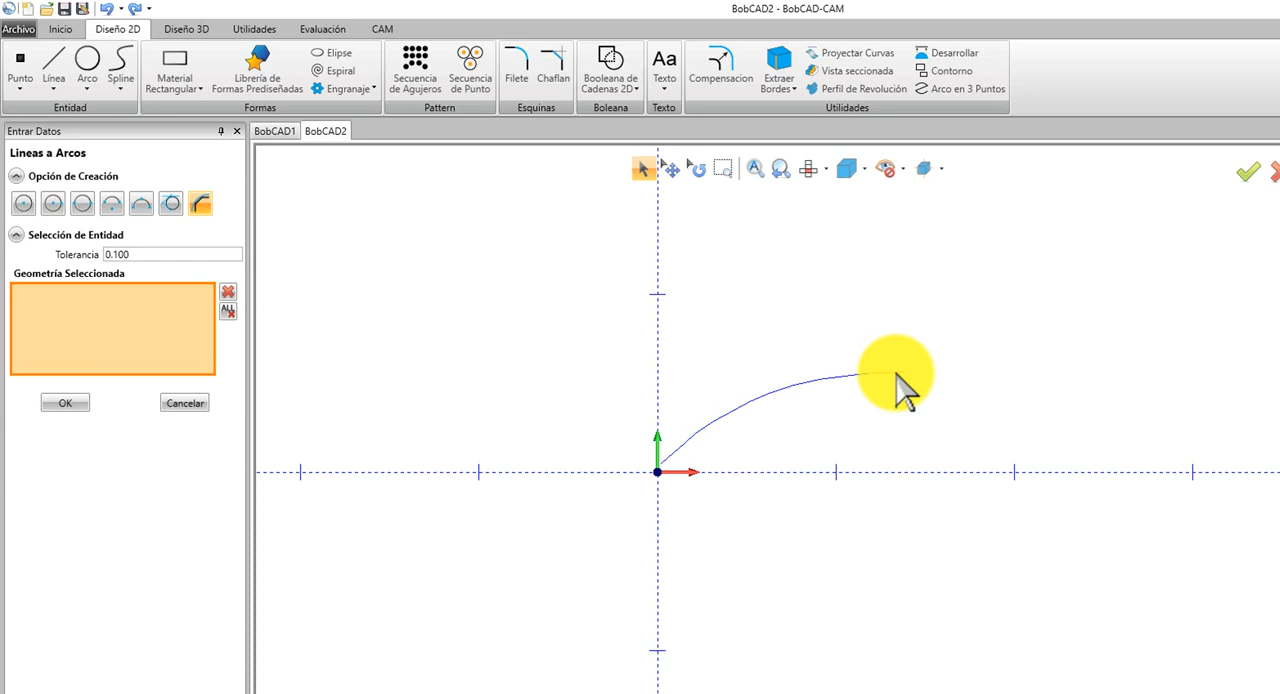 BobCAD2 - BobCAD-CAM
Archivo Inicio Diseño 2D Diseño 3D Utilidades Evaluación CAM
Punto Línea Arco Spline
Entidad
Material Rectangular
Librería de Formas Prediseñadas
Elipse
Espiral
Engranaje
Formas
Secuencia de Agujeros
Secuencia de Punto
Pattern
Filete Chaflan
Esquinas
Booleana de Cadenas 2D
Boleana
Aa
Texto
Texto
Compensacion
Extraer Bordes
Proyectar Curvas
Vista seccionada
Perfil de Revolución
Desarrollar
Contorno
Arco en 3 Puntos
Utilidades
Entrar Datos
BobCAD1 BobCAD2
Lineas a Arcos
Opción de Creación
Selección de Entidad
Tolerancia 0.100
Geometría Seleccionada
ALL
OK Cancelar